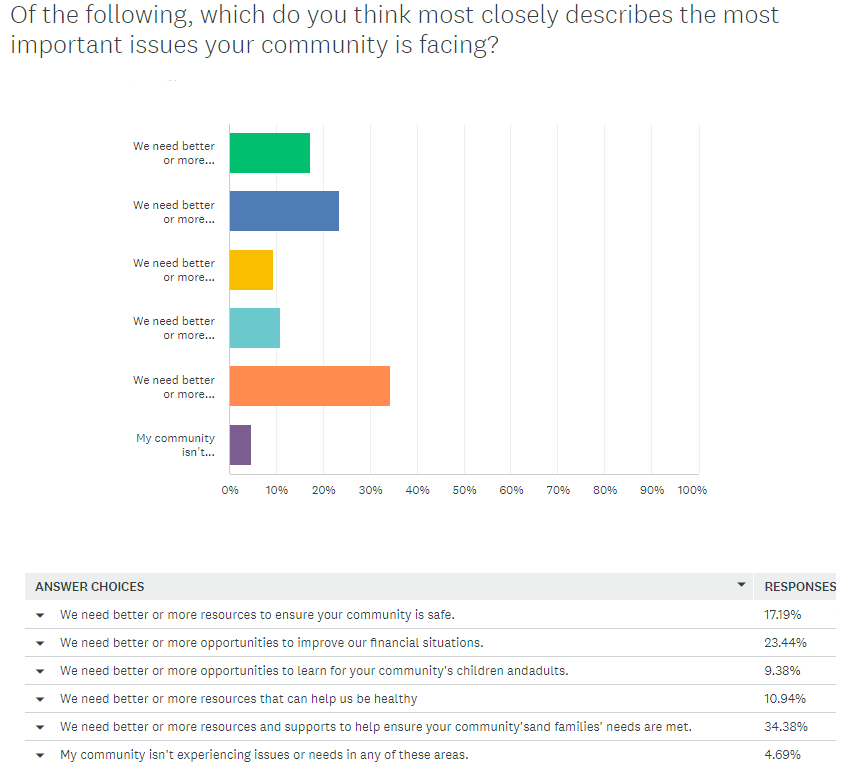 Of the following, which do you think most closely describes the most
important issues your community is facing?
We need better
or more...
We need better
or more...
We need better
or more...
We need better
or more...
We need better
or more...
My community
isn't...
0% 10% 20% 30% 40% 50% 60% 70% 80% 90% 100%
ANSWER CHOICES RESPONSES
We need better or more resources to ensure your community is safe. 17.19%
We need better or more opportunities to improve our financial situations. 23.44%
We need better or more opportunities to learn for your community's children andadults. 9.38%
We need better or more resources that can help us be healthy 10.94%
We need better or more resources and supports to help ensure your community'sand families' needs are met. 34.38%
My community isn't experiencing issues or needs in any of these areas. 4.69%